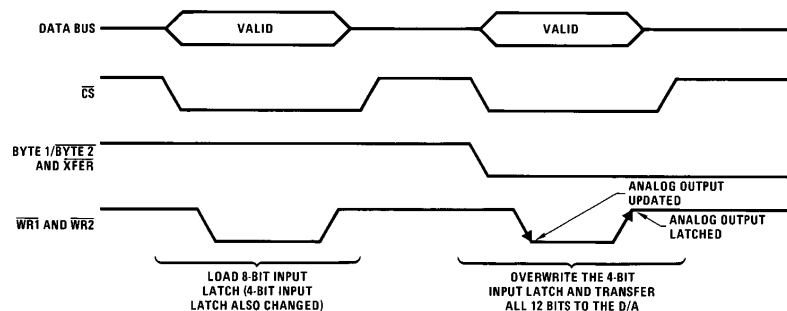 DATA BUS
VALID
VALID
CS
BYTE 1/BYTE 2
AND XFER
ANALOG OUTPUT
UPDATED
WR1 AND WR2
ANALOG OUTPUT
LATCHED
LOAD 8-BIT INPUT
LATCH (4-BIT INPUT
LATCH ALSO CHANGED)
OVERWRITE THE 4-BIT
INPUT LATCH AND TRANSFER
ALL 12 BITS TO THE D/A